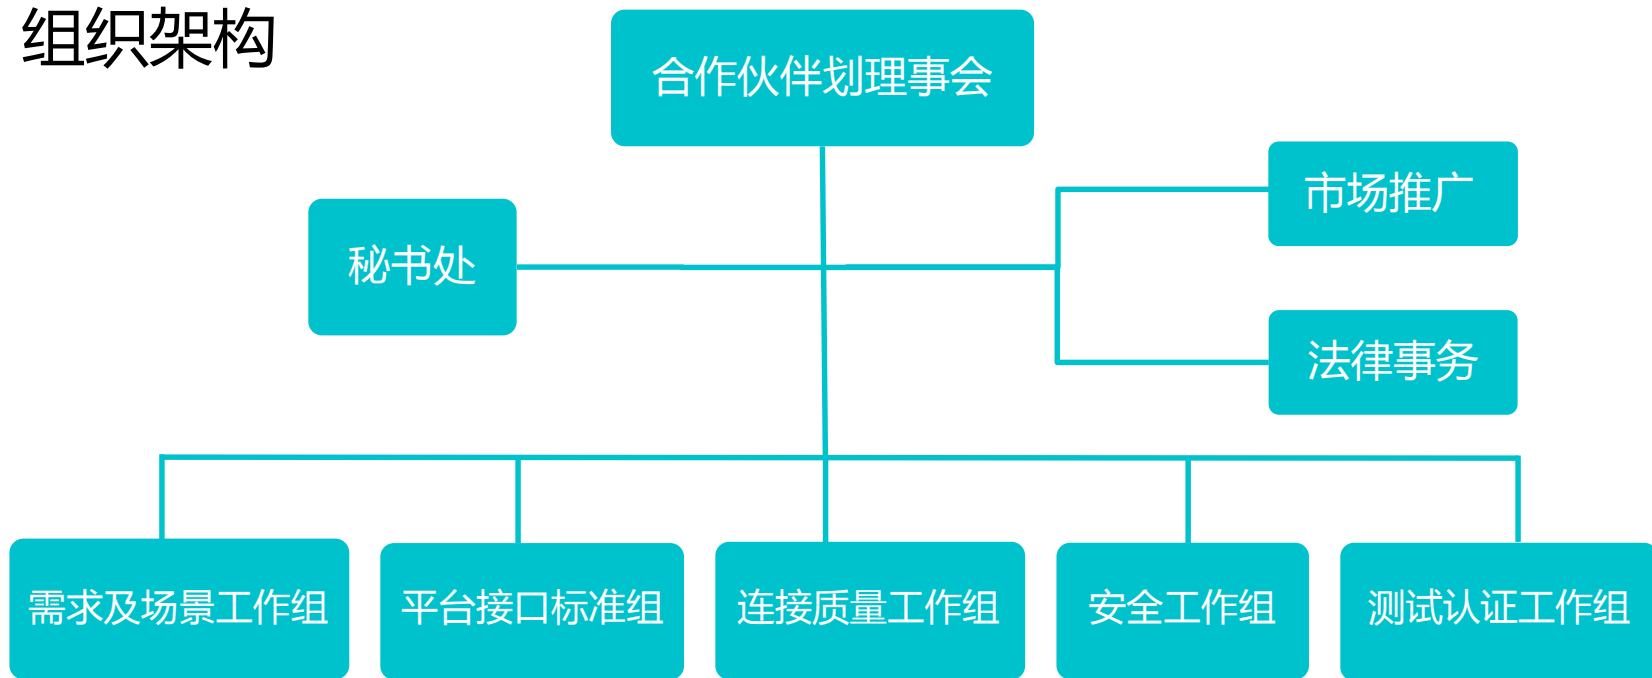 组织架构
合作伙伴划理事会
市场推广
秘书处
法律事务
需求及场景工作组
平台接口标准组
连接质量工作组
安全工作组
测试认证工作组